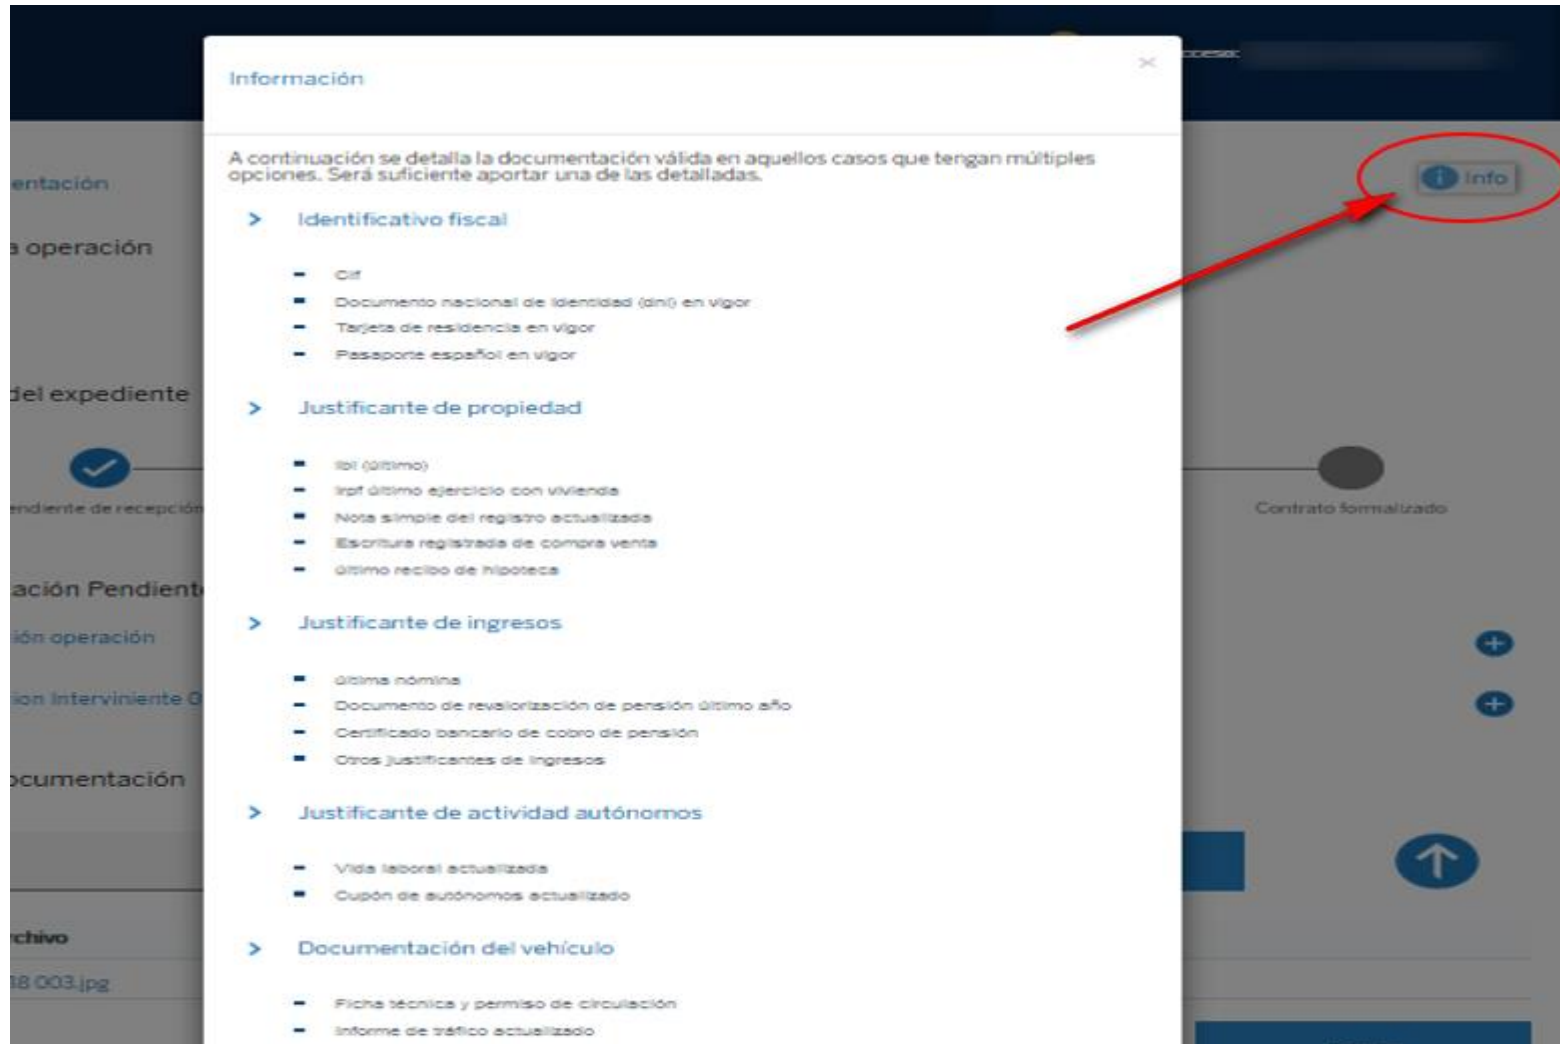 cceso:
Información
×
A continuación se detalla la documentación válida en aquellos casos que tengan múltiples
opciones. Será suficiente aportar una de las detalladas.
entación
Info
> Identificativo fiscal
a operación
- Cif
- Documento nacional de identidad (dni) en vigor
- Tarjeta de residencia en vigor
- Pasaporte español en vigor
del expediente
> Justificante de propiedad
- Ibi (último)
- Irpf último ejercicio con vivienda
endiente de recepción
- Nota simple del registro actualizada
Contrato formalizado
- Escritura registrada de compra venta
- último recibo de hipoteca
ación Pendient
> Justificante de ingresos
ión operación
- última nómina
ion Interviniente 0
- Documento de revalorización de pensión último año
- Certificado bancario de cobro de pensión
- Otros justificantes de ingresos
ocumentación
> Justificante de actividad autónomos
- Vida laboral actualizada
- Cupón de autónomos actualizado
rchivo
> Documentación del vehículo
18 003.jpg
- Ficha técnica y permiso de circulación
- Informe de tráfico actualizado